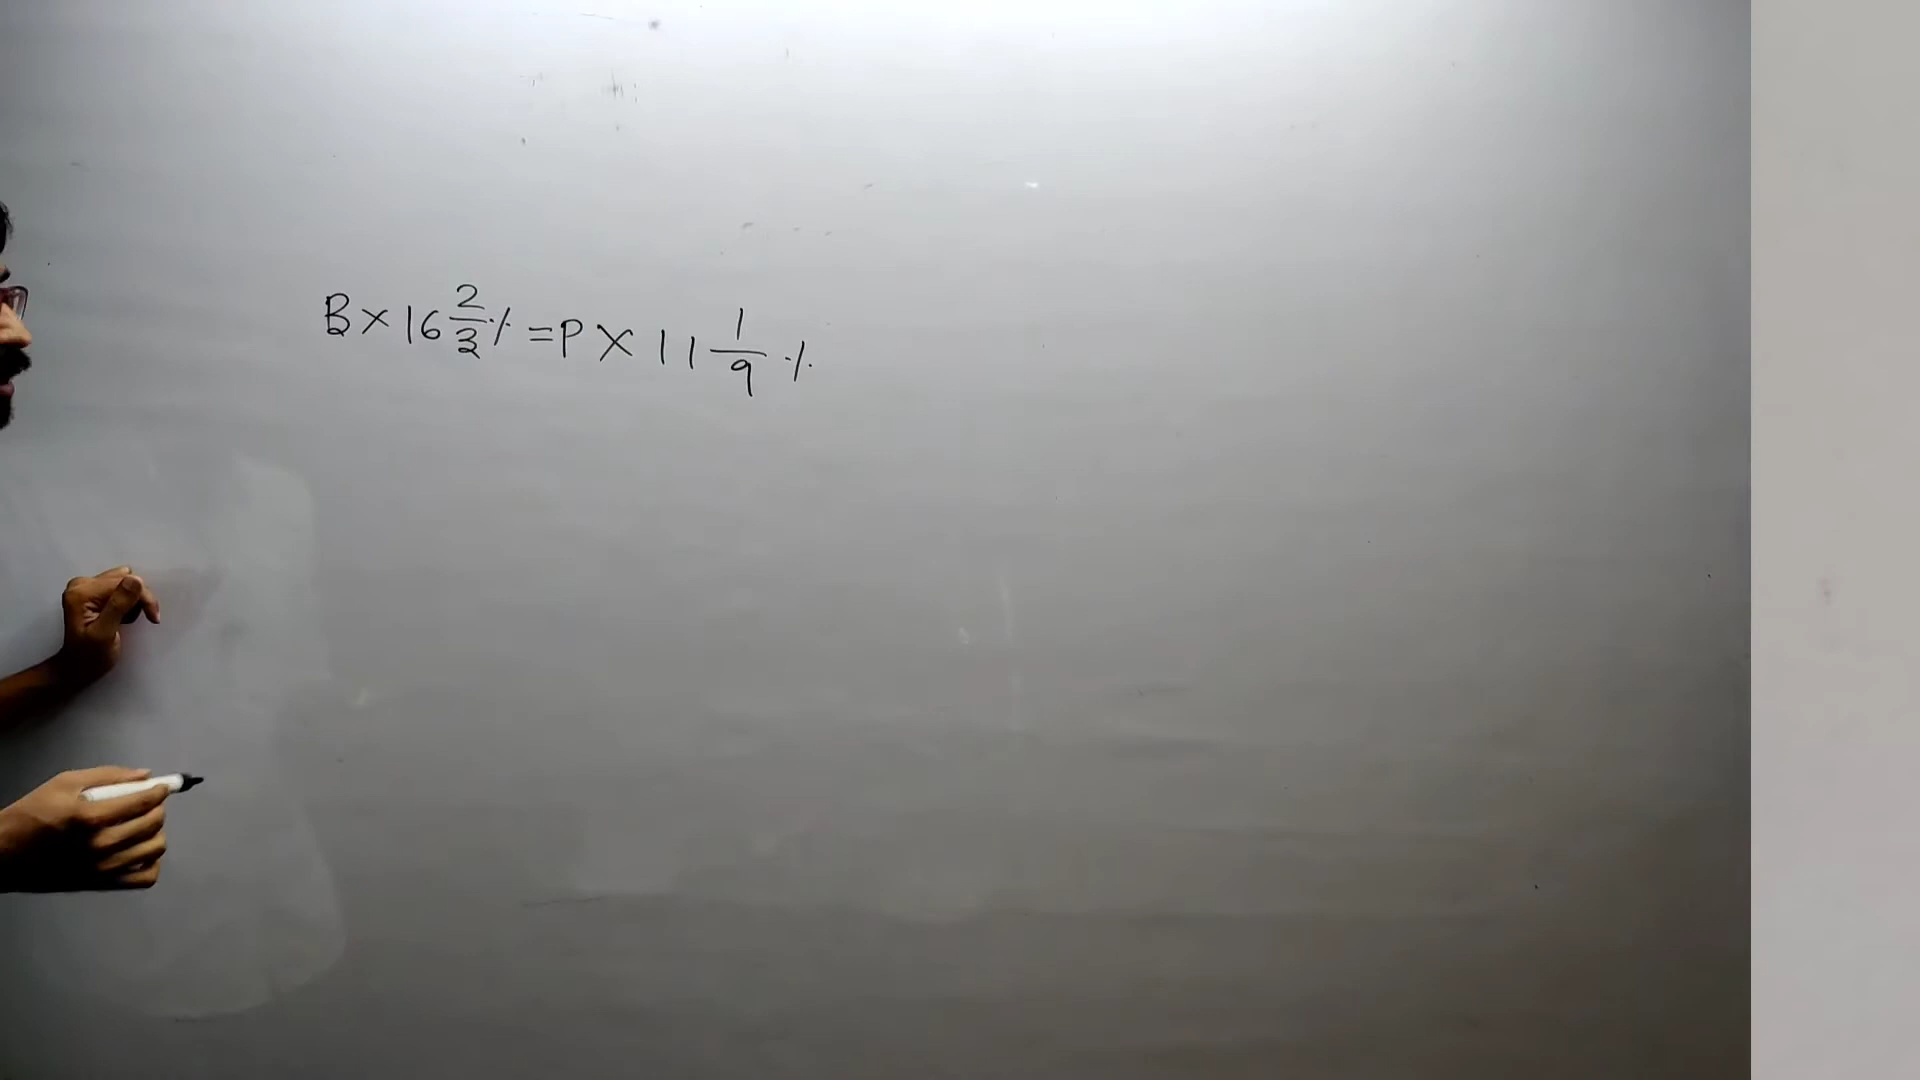 B × 16 2/3 % = P × 11 1/9 %